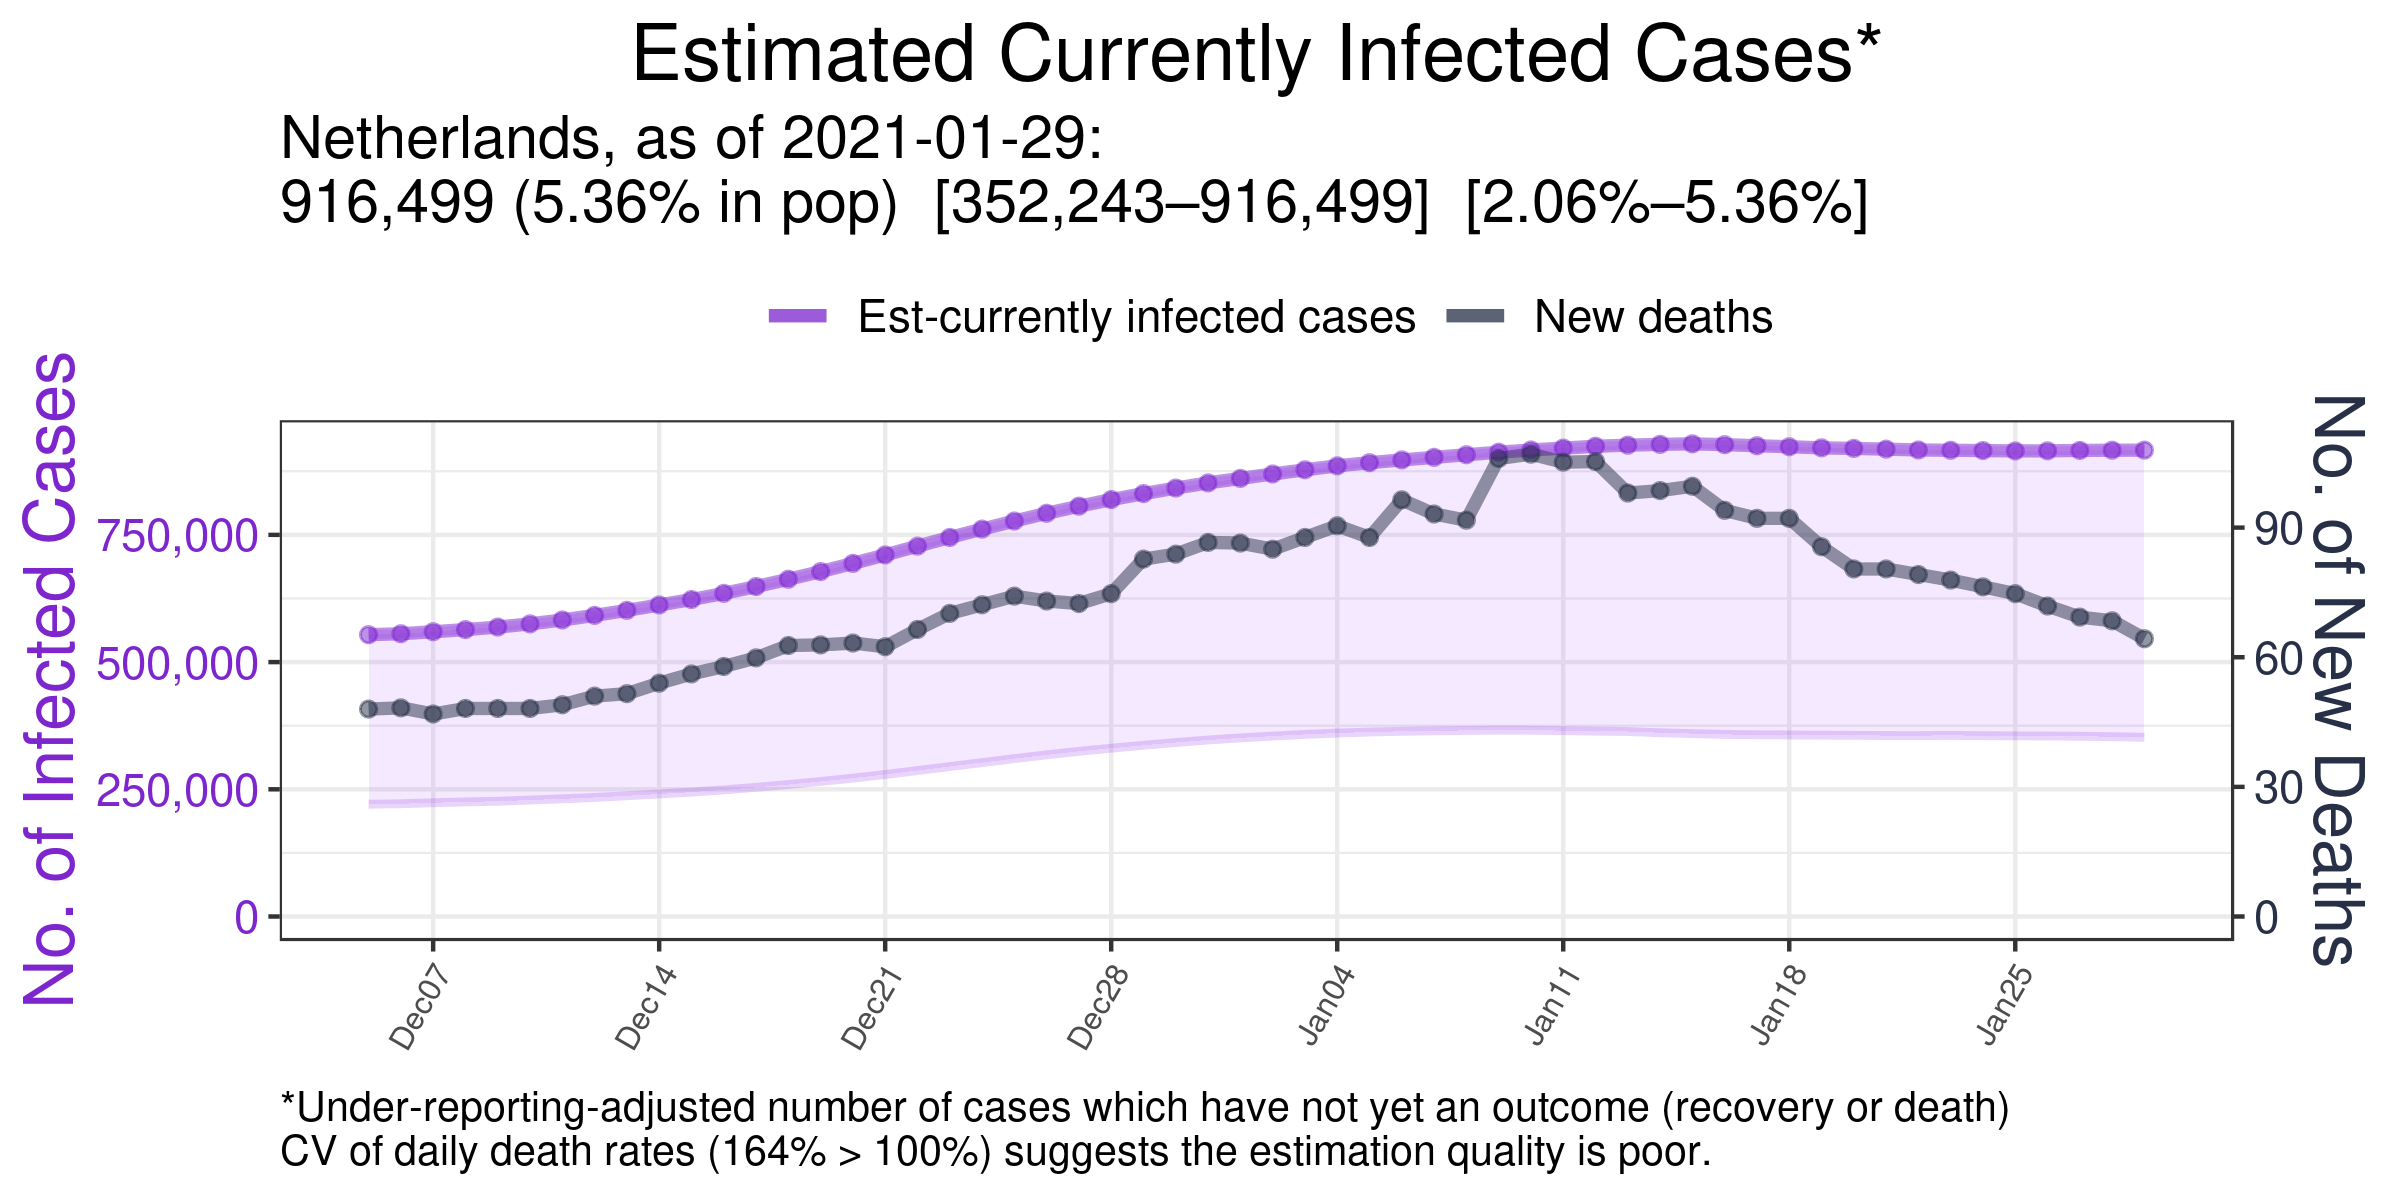 Estimated Currently Infected Cases*
Netherlands, as of 2021-01-29:
916,499 (5.36% in pop)  [352,243–916,499]  [2.06%–5.36%]
Est-currently infected cases
New deaths
No. of Infected Cases
750,000
500,000
250,000
0
90
60
30
0
No. of New Deaths
Dec07
Dec14
Dec21
Dec28
Jan04
Jan11
Jan18
Jan25
*Under-reporting-adjusted number of cases which have not yet an outcome (recovery or death)
CV of daily death rates (164% > 100%) suggests the estimation quality is poor.